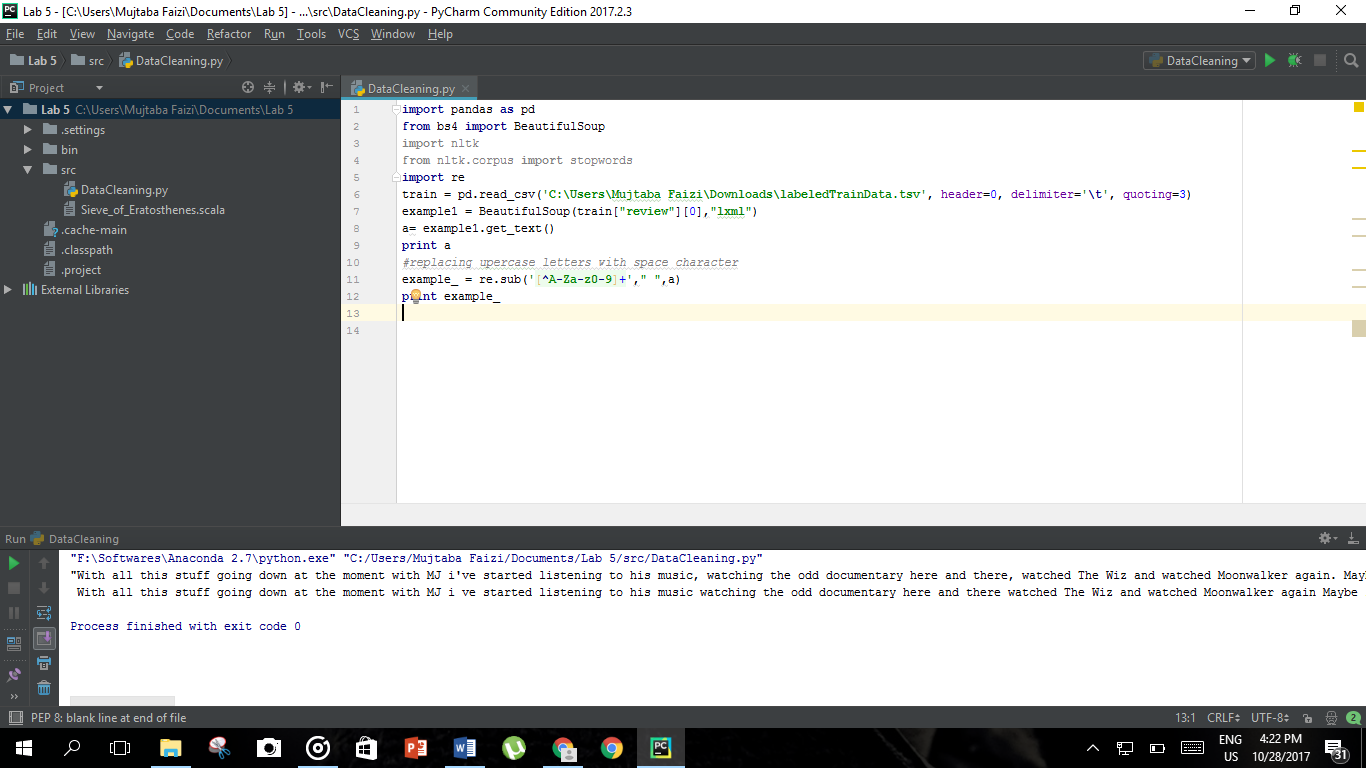 Lab 5 - [C:\Users\Mujtaba Faizi\Documents\Lab 5] - ...\src\DataCleaning.py - PyCharm Community Edition 2017.2.3
File Edit View Navigate Code Refactor Run Tools VCS Window Help
Lab 5 src DataCleaning.py DataCleaning
Project
DataCleaning.py
Lab 5 C:\Users\Mujtaba Faizi\Documents\Lab 5
.settings
bin
src
DataCleaning.py
Sieve_of_Eratosthenes.scala
.cache-main
.classpath
.project
External Libraries
1 import pandas as pd
2 from bs4 import BeautifulSoup
3 import nltk
4 from nltk.corpus import stopwords
5 import re
6 train = pd.read_csv('C:\Users\Mujtaba Faizi\Downloads\labeledTrainData.tsv', header=0, delimiter='\t', quoting=3)
7 example1 = BeautifulSoup(train["review"][0],"lxml")
8 a= example1.get_text()
9 print a
10 #replacing upercase letters with space character
11 example_ = re.sub('[^A-Za-z0-9]+'," ",a)
12 print example_
13
14
Run DataCleaning
"F:\Softwares\Anaconda 2.7\python.exe" "C:/Users/Mujtaba Faizi/Documents/Lab 5/src/DataCleaning.py"
"With all this stuff going down at the moment with MJ i've started listening to his music, watching the odd documentary here and there, watched The Wiz and watched Moonwalker again. May
With all this stuff going down at the moment with MJ i ve started listening to his music watching the odd documentary here and there watched The Wiz and watched Moonwalker again Maybe
Process finished with exit code 0
PEP 8: blank line at end of file 13:1 CRLF UTF-8 2
ENG
US
4:22 PM
10/28/2017
31